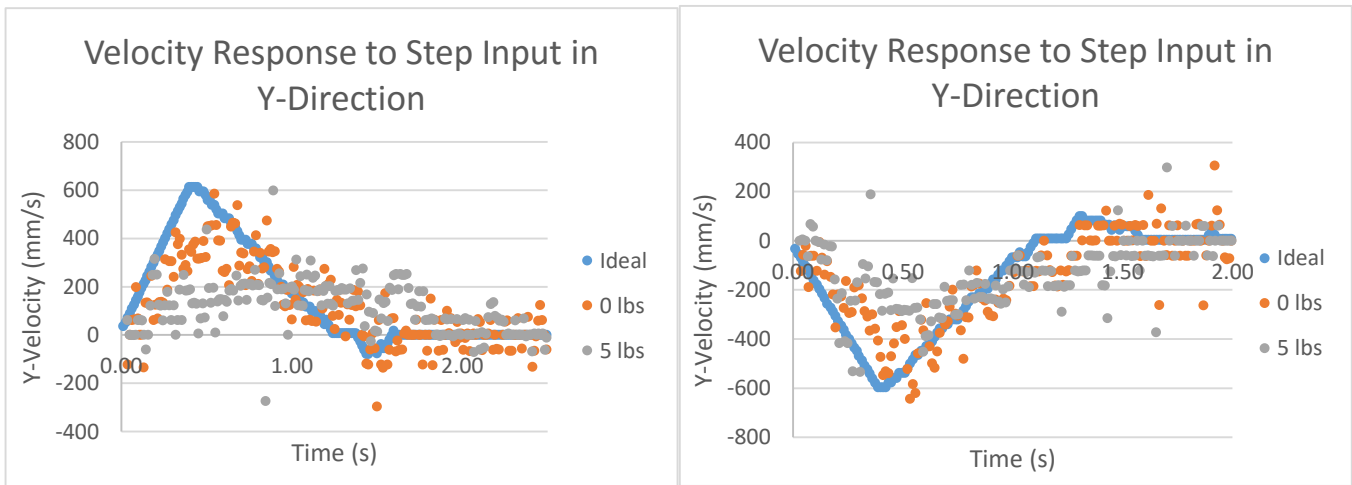 Velocity Response to Step Input in
Y-Direction
Y-Velocity (mm/s)
800
600
400
200
0
-200
-400
0.00
1.00
2.00
Time (s)
Ideal
0 lbs
5 lbs
Velocity Response to Step Input in
Y-Direction
Y-Velocity (mm/s)
400
200
0
-200
-400
-600
-800
0.00
0.50
1.00
1.50
2.00
Time (s)
Ideal
0 lbs
5 lbs